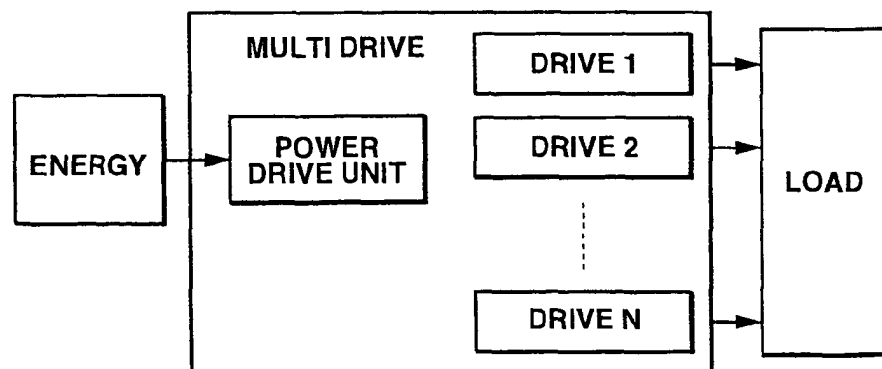 MULTI DRIVE
DRIVE 1
ENERGY
POWER
DRIVE UNIT
DRIVE 2
LOAD
DRIVE N